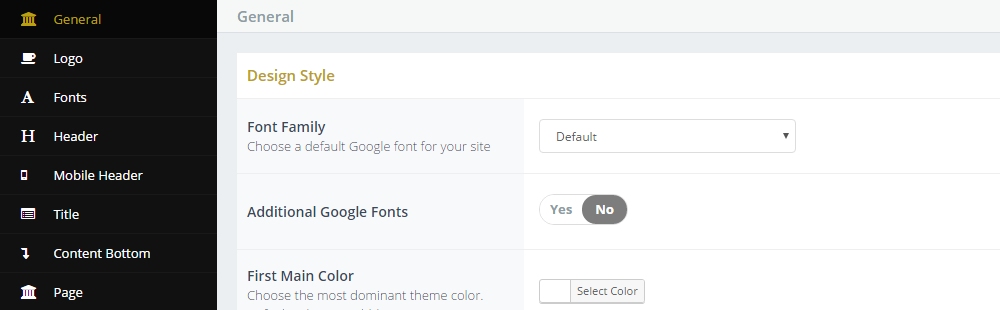 General
Logo
Fonts
Header
Mobile Header
Title
Content Bottom
Page
General
Design Style
Font Family
Choose a default Google font for your site
Default
Additional Google Fonts
Yes No
First Main Color
Choose the most dominant theme color.
Select Color